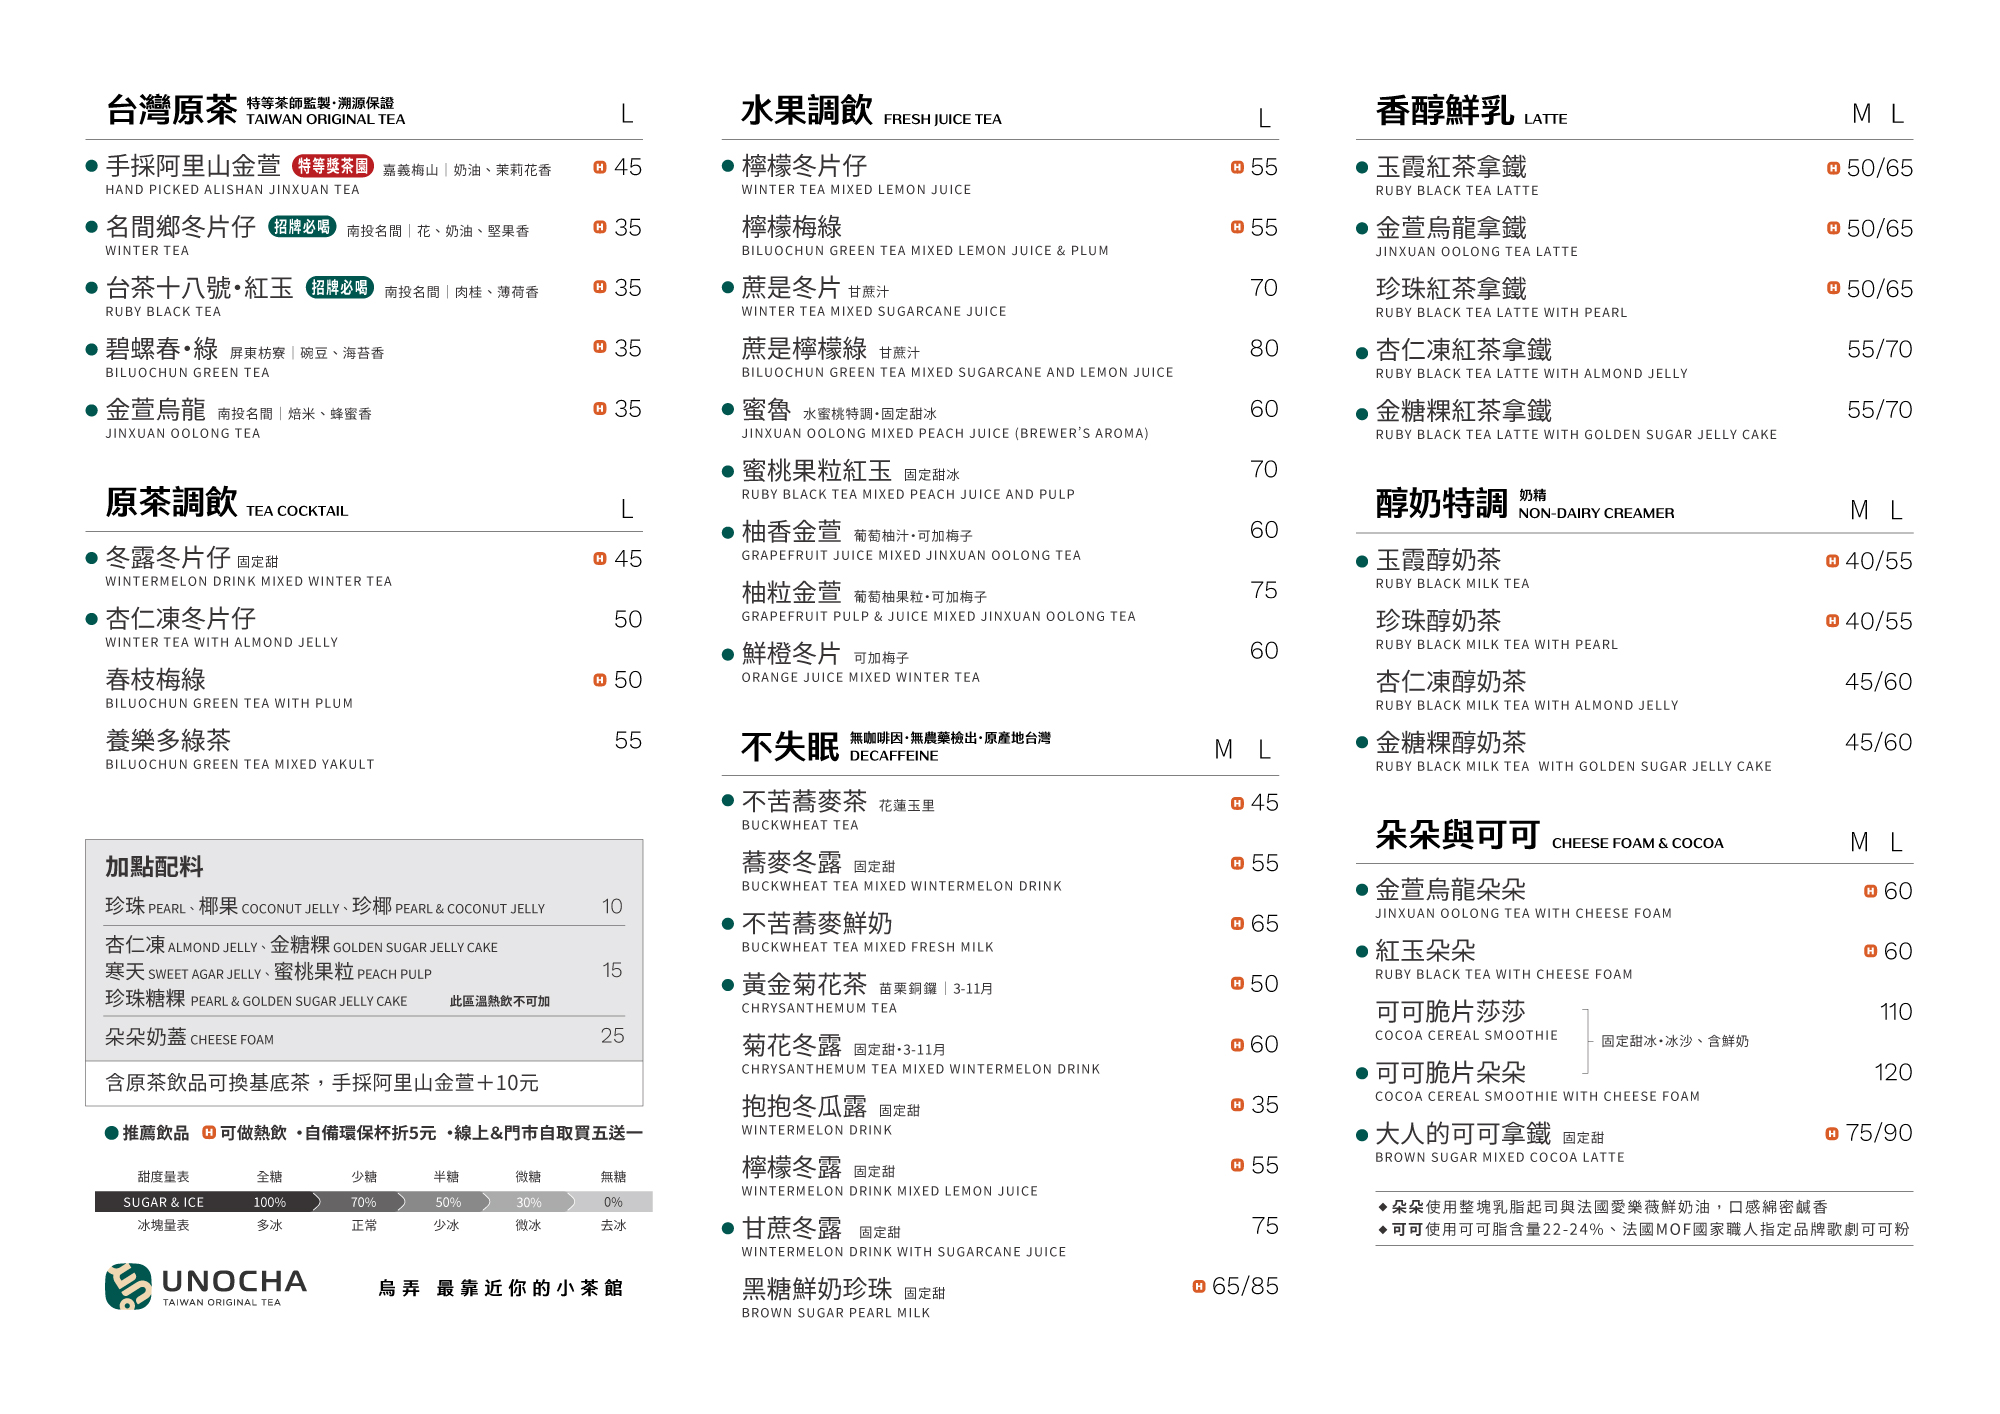 台灣原茶 特等茶師監製・溯源保證 TAIWAN ORIGINAL TEA L
手採阿里山金萱 特等獎茶園 嘉義梅山｜奶油、茉莉花香 H 45
HAND PICKED ALISHAN JINXUAN TEA
名間鄉冬片仔 招牌必喝 南投名間｜花、奶油、堅果香 H 35
WINTER TEA
台茶十八號・紅玉 招牌必喝 南投名間｜肉桂、薄荷香 H 35
RUBY BLACK TEA
碧螺春・綠 屏東枋寮｜碗豆、海苔香 H 35
BILUOCHUN GREEN TEA
金萱烏龍 南投名間｜焙米、蜂蜜香 H 35
JINXUAN OOLONG TEA
原茶調飲 TEA COCKTAIL L
冬露冬片仔 固定甜 H 45
WINTERMELON DRINK MIXED WINTER TEA
杏仁凍冬片仔 50
WINTER TEA WITH ALMOND JELLY
春枝梅綠 H 50
BILUOCHUN GREEN TEA WITH PLUM
養樂多綠茶 55
BILUOCHUN GREEN TEA MIXED YAKULT
加點配料
珍珠 PEARL、椰果 COCONUT JELLY、珍椰 PEARL & COCONUT JELLY 10
杏仁凍 ALMOND JELLY、金糖粿 GOLDEN SUGAR JELLY CAKE
寒天 SWEET AGAR JELLY、蜜桃果粒 PEACH PULP 15
珍珠糖粿 PEARL & GOLDEN SUGAR JELLY CAKE 此區溫熱飲不可加
朵朵奶蓋 CHEESE FOAM 25
含原茶飲品可換基底茶，手採阿里山金萱＋10元
推薦飲品 H 可做熱飲 ・自備環保杯折5元 ・線上&門市自取買五送一
甜度量表 全糖 少糖 半糖 微糖 無糖
SUGAR & ICE 100% 70% 50% 30% 0%
冰塊量表 多冰 正常 少冰 微冰 去冰
UNOCHA
TAIWAN ORIGINAL TEA
烏弄 最靠近你的小茶館
水果調飲 FRESH JUICE TEA L
檸檬冬片仔 H 55
WINTER TEA MIXED LEMON JUICE
檸檬梅綠 H 55
BILUOCHUN GREEN TEA MIXED LEMON JUICE & PLUM
蔗是冬片 甘蔗汁 70
WINTER TEA MIXED SUGARCANE JUICE
蔗是檸檬綠 甘蔗汁 80
BILUOCHUN GREEN TEA MIXED SUGARCANE AND LEMON JUICE
蜜魯 水蜜桃特調・固定甜冰 60
JINXUAN OOLONG MIXED PEACH JUICE (BREWER'S AROMA)
蜜桃果粒紅玉 固定甜冰 70
RUBY BLACK TEA MIXED PEACH JUICE AND PULP
柚香金萱 葡萄柚汁・可加梅子 60
GRAPEFRUIT JUICE MIXED JINXUAN OOLONG TEA
柚粒金萱 葡萄柚果粒・可加梅子 75
GRAPEFRUIT PULP & JUICE MIXED JINXUAN OOLONG TEA
鮮橙冬片 可加梅子 60
ORANGE JUICE MIXED WINTER TEA
不失眠 無咖啡因・無農藥檢出・原產地台灣 DECAFFEINE M L
不苦蕎麥茶 花蓮玉里 H 45
BUCKWHEAT TEA
蕎麥冬露 固定甜 H 55
BUCKWHEAT TEA MIXED WINTERMELON DRINK
不苦蕎麥鮮奶 H 65
BUCKWHEAT TEA MIXED FRESH MILK
黃金菊花茶 苗栗銅鑼｜3-11月 H 50
CHRYSANTHEMUM TEA
菊花冬露 固定甜・3-11月 H 60
CHRYSANTHEMUM TEA MIXED WINTERMELON DRINK
抱抱冬瓜露 固定甜 H 35
WINTERMELON DRINK
檸檬冬露 固定甜 H 55
WINTERMELON DRINK MIXED LEMON JUICE
甘蔗冬露 固定甜 75
WINTERMELON DRINK WITH SUGARCANE JUICE
黑糖鮮奶珍珠 固定甜 H 65/85
BROWN SUGAR PEARL MILK
香醇鮮乳 LATTE M L
玉霞紅茶拿鐵 H 50/65
RUBY BLACK TEA LATTE
金萱烏龍拿鐵 H 50/65
JINXUAN OOLONG TEA LATTE
珍珠紅茶拿鐵 H 50/65
RUBY BLACK TEA LATTE WITH PEARL
杏仁凍紅茶拿鐵 55/70
RUBY BLACK TEA LATTE WITH ALMOND JELLY
金糖粿紅茶拿鐵 55/70
RUBY BLACK TEA LATTE WITH GOLDEN SUGAR JELLY CAKE
醇奶特調 奶精 NON-DAIRY CREAMER M L
玉霞醇奶茶 H 40/55
RUBY BLACK MILK TEA
珍珠醇奶茶 H 40/55
RUBY BLACK MILK TEA WITH PEARL
杏仁凍醇奶茶 45/60
RUBY BLACK MILK TEA WITH ALMOND JELLY
金糖粿醇奶茶 45/60
RUBY BLACK MILK TEA WITH GOLDEN SUGAR JELLY CAKE
朵朵與可可 CHEESE FOAM & COCOA M L
金萱烏龍朵朵 H 60
JINXUAN OOLONG TEA WITH CHEESE FOAM
紅玉朵朵 H 60
RUBY BLACK TEA WITH CHEESE FOAM
可可脆片莎莎 110
COCOA CEREAL SMOOTHIE
固定甜冰・冰沙、含鮮奶
可可脆片朵朵 120
COCOA CEREAL SMOOTHIE WITH CHEESE FOAM
大人的可可拿鐵 固定甜 H 75/90
BROWN SUGAR MIXED COCOA LATTE
◆朵朵使用整塊乳脂起司與法國愛樂薇鮮奶油，口感綿密鹹香
◆可可使用可可脂含量22-24%、法國MOF國家職人指定品牌歌劇可可粉